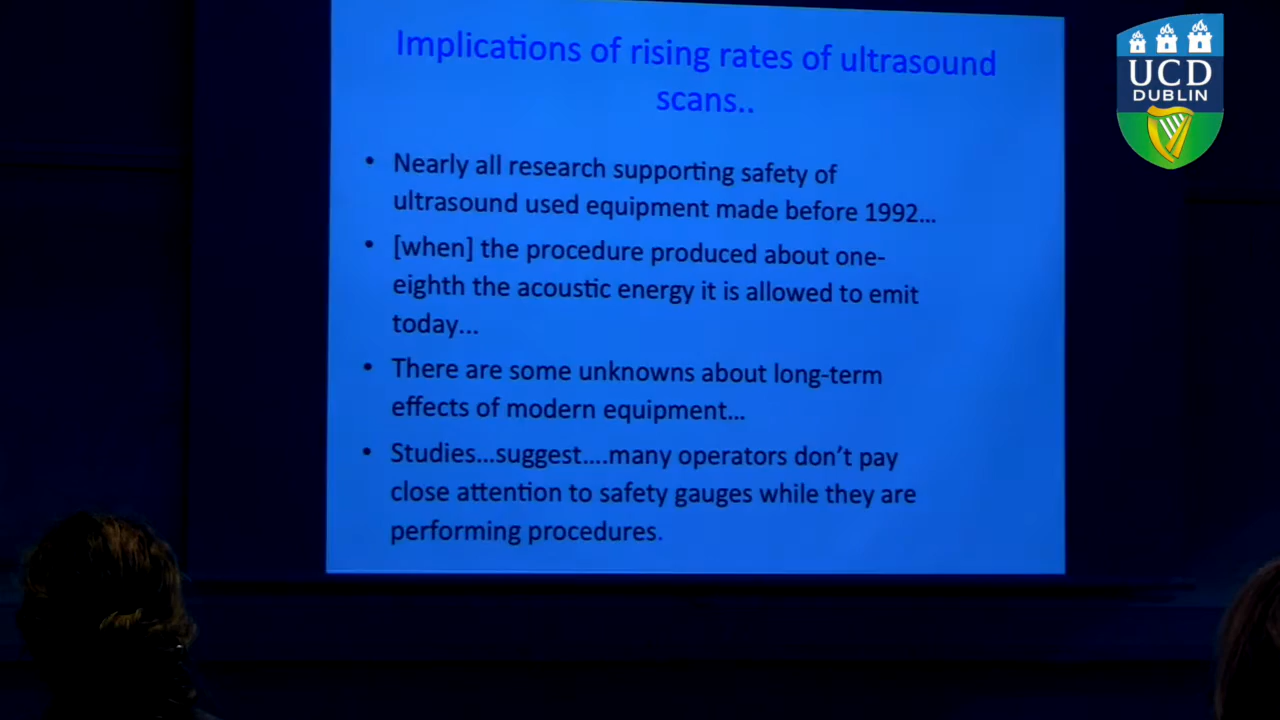 Implications of rising rates of ultrasound
scans..
UCD
DUBLIN
• Nearly all research supporting safety of
ultrasound used equipment made before 1992...
• [when] the procedure produced about one-
eighth the acoustic energy it is allowed to emit
today...
• There are some unknowns about long-term
effects of modern equipment...
• Studies...suggest....many operators don't pay
close attention to safety gauges while they are
performing procedures.